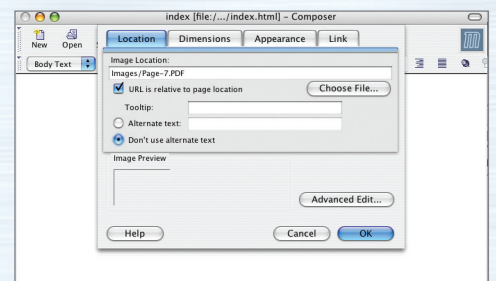 index [file:/.../index.html] – Composer
New Open
Location Dimensions Appearance Link
Body Text
Image Location:
Images/Page-7.PDF
URL is relative to page location Choose File...
Tooltip:
Alternate text:
Don't use alternate text
Image Preview
Advanced Edit...
Help Cancel OK